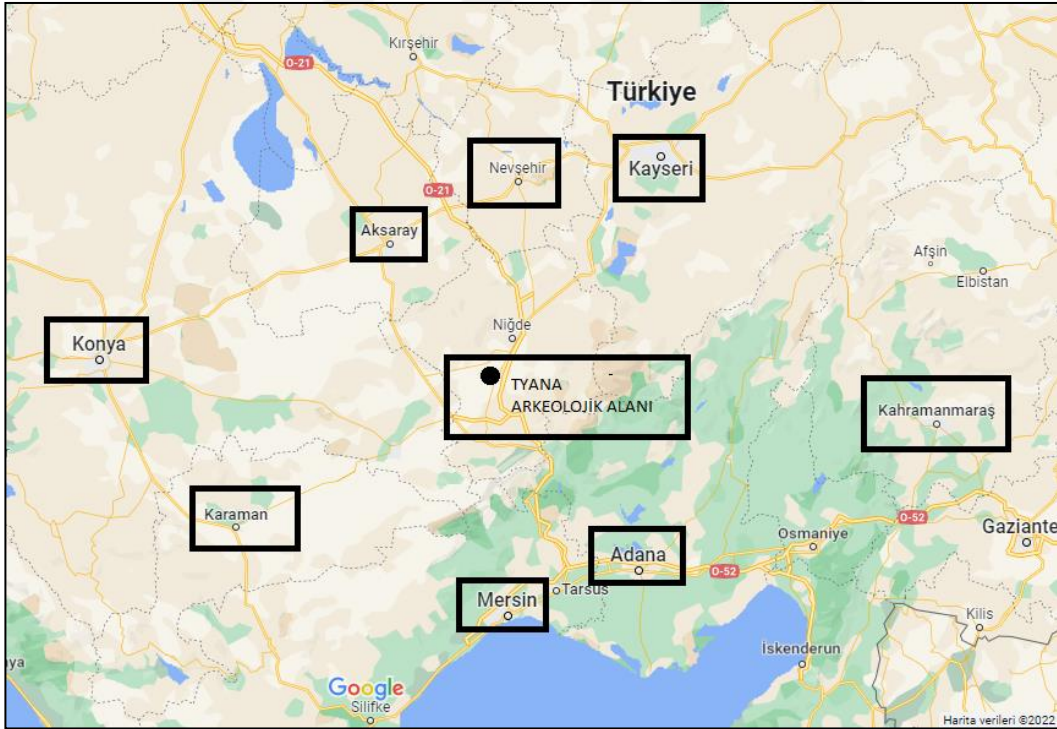 Kırşehir
O-21
Türkiye
Nevşehir
Kayseri
O-21
Aksaray
Afşin
Elbistan
Niğde
Konya
TYANA
ARKEOLOJİK ALANI
Kahramanmaraş
Karaman
O-52
Gaziante
Osmaniye
Adana
O-52
Mersin
Tarsus
Kilis
İskenderun
ya
Google
Silifke
Harita verileri ©2022